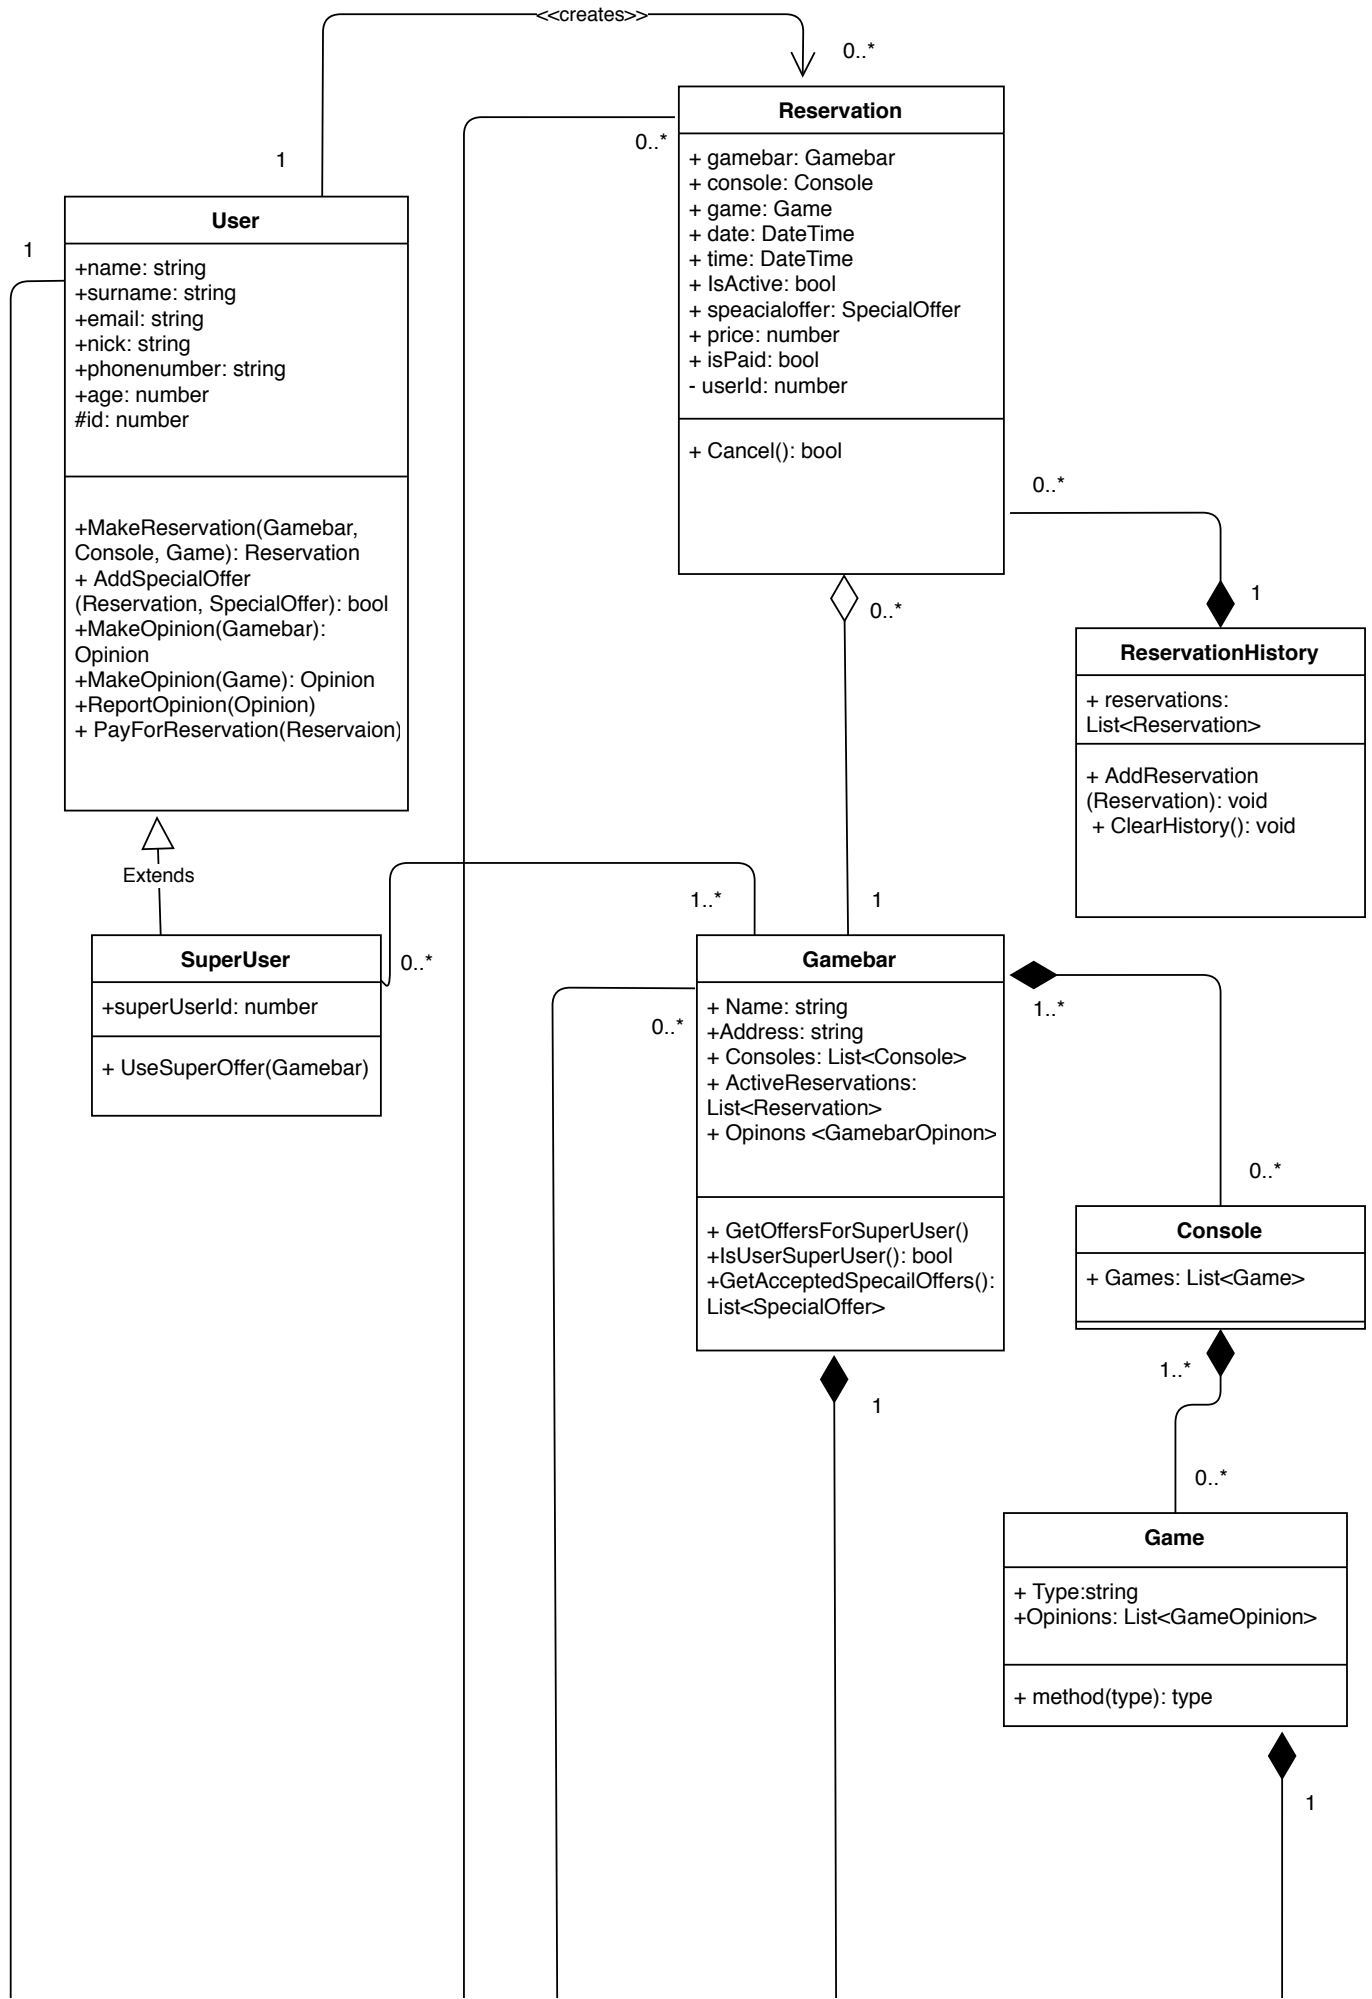 <<creates>>
0..*
Reservation
0..*
+ gamebar: Gamebar
+ console: Console
+ game: Game
+ date: DateTime
+ time: DateTime
+ IsActive: bool
+ speacialoffer: SpecialOffer
+ price: number
+ isPaid: bool
- userId: number
+ Cancel(): bool
1
User
1
+name: string
+surname: string
+email: string
+nick: string
+phonenumber: string
+age: number
#id: number
+MakeReservation(Gamebar,
Console, Game): Reservation
+ AddSpecialOffer
(Reservation, SpecialOffer): bool
+MakeOpinion(Gamebar):
Opinion
+MakeOpinion(Game): Opinion
+ReportOpinion(Opinion)
+ PayForReservation(Reservaion)
0..*
1
0..*
ReservationHistory
+ reservations:
List<Reservation>
+ AddReservation
(Reservation): void
+ ClearHistory(): void
Extends
1..*
1
SuperUser
0..*
+superUserId: number
+ UseSuperOffer(Gamebar)
Gamebar
0..*
1..*
+ Name: string
+Address: string
+ Consoles: List<Console>
+ ActiveReservations:
List<Reservation>
+ Opinons <GamebarOpinon>
+ GetOffersForSuperUser()
+IsUserSuperUser(): bool
+GetAcceptedSpecailOffers():
List<SpecialOffer>
0..*
Console
+ Games: List<Game>
1..*
1
0..*
Game
+ Type:string
+Opinions: List<GameOpinion>
+ method(type): type
1